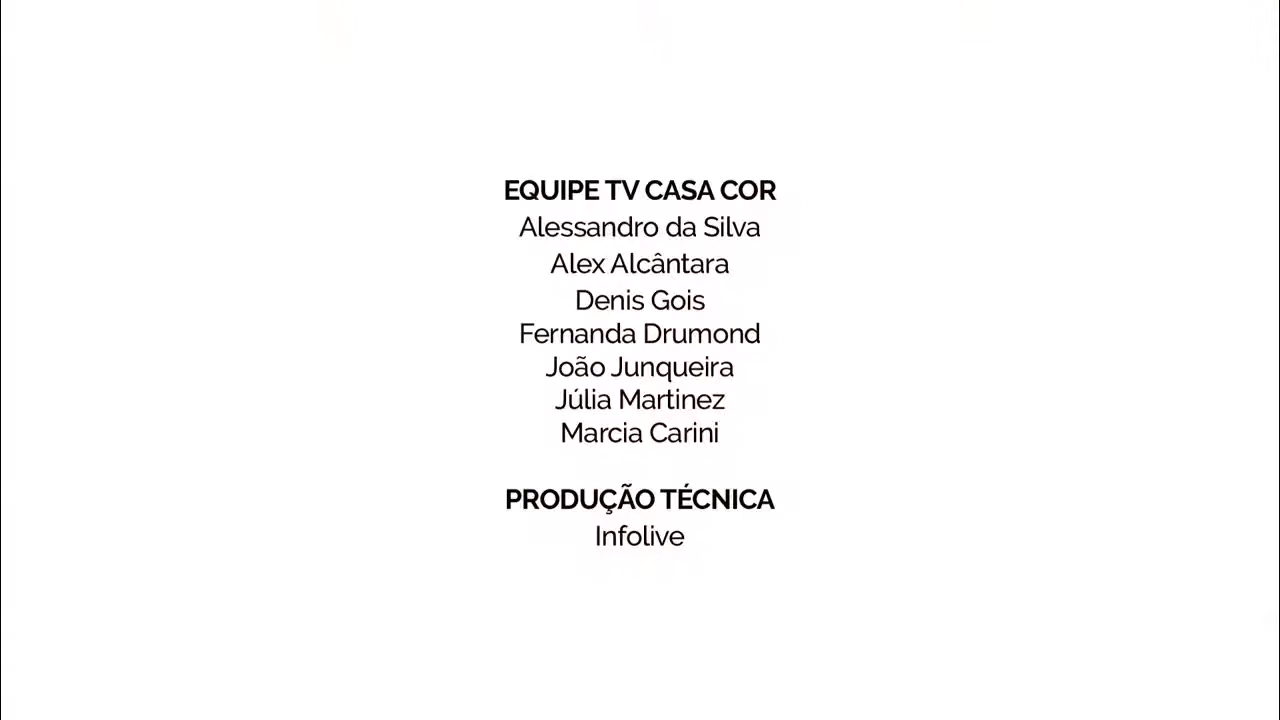 EQUIPE TV CASA COR
Alessandro da Silva
Alex Alcântara
Denis Gois
Fernanda Drumond
João Junqueira
Júlia Martinez
Marcia Carini
PRODUÇÃO TÉCNICA
Infolive